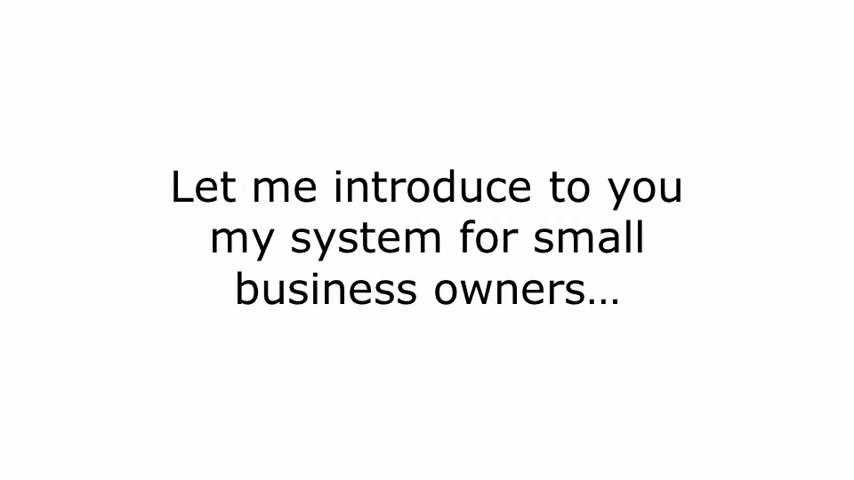 Let me introduce to you
my system for small
business owners…